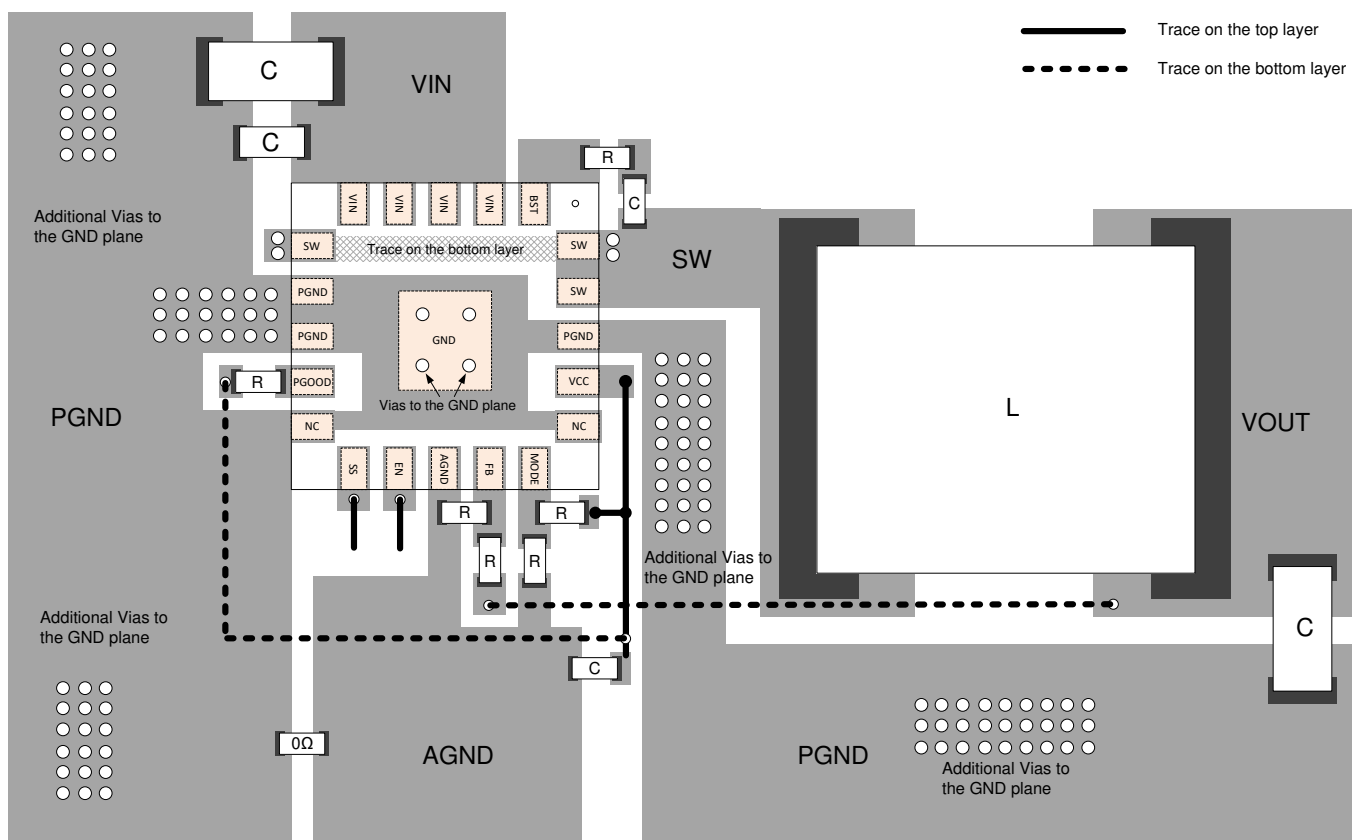 Trace on the top layer
Trace on the bottom layer
C
VIN
C
R
C
Additional Vias to
the GND plane
VIN
VIN
VIN
VIN
BST
SW
Trace on the bottom layer
SW
SW
PGND
SW
PGND
GND
PGND
R
PGOOD
VCC
Vias to the GND plane
PGND
NC
NC
L
VOUT
SS
EN
AGND
FB
MODE
R
R
R
R
Additional Vias to
the GND plane
Additional Vias to
the GND plane
C
C
0Ω
AGND
PGND
Additional Vias to
the GND plane